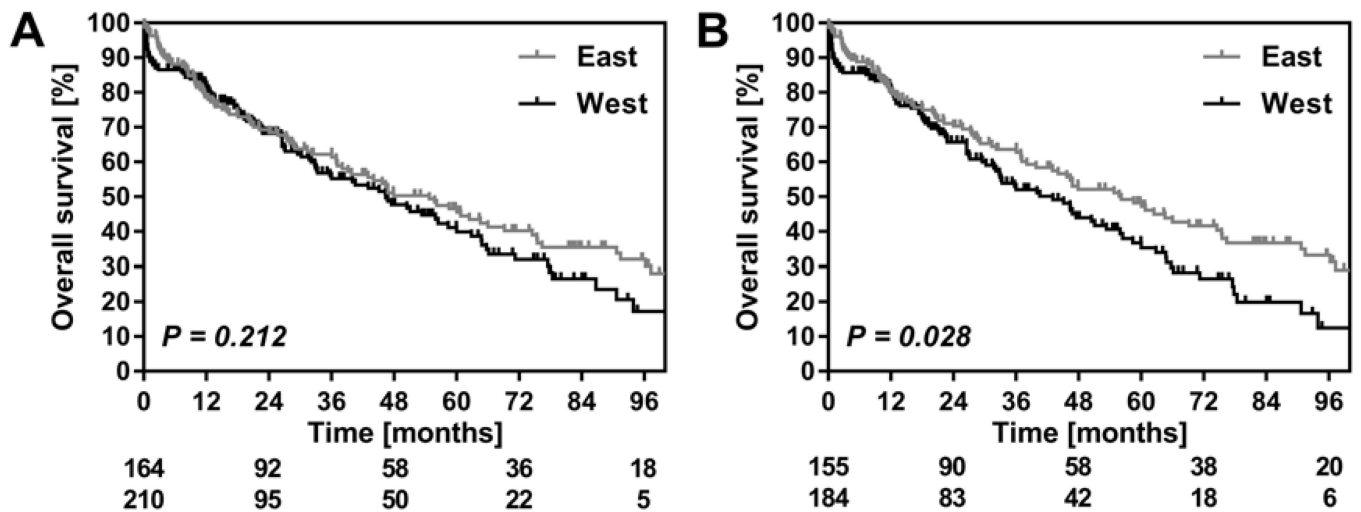 A
Overall survival [%]
100
90
80
70
60
50
40
30
20
10
0
East
West
P = 0.212
0 12 24 36 48 60 72 84 96
Time [months]
164 92 58 36 18
210 95 50 22 5
B
Overall survival [%]
100
90
80
70
60
50
40
30
20
10
0
East
West
P = 0.028
0 12 24 36 48 60 72 84 96
Time [months]
155 90 58 38 20
184 83 42 18 6